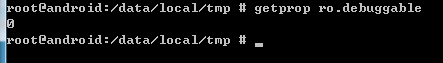 root@android:/data/local/tmp # getprop ro.debuggable
0
root@android:/data/local/tmp #